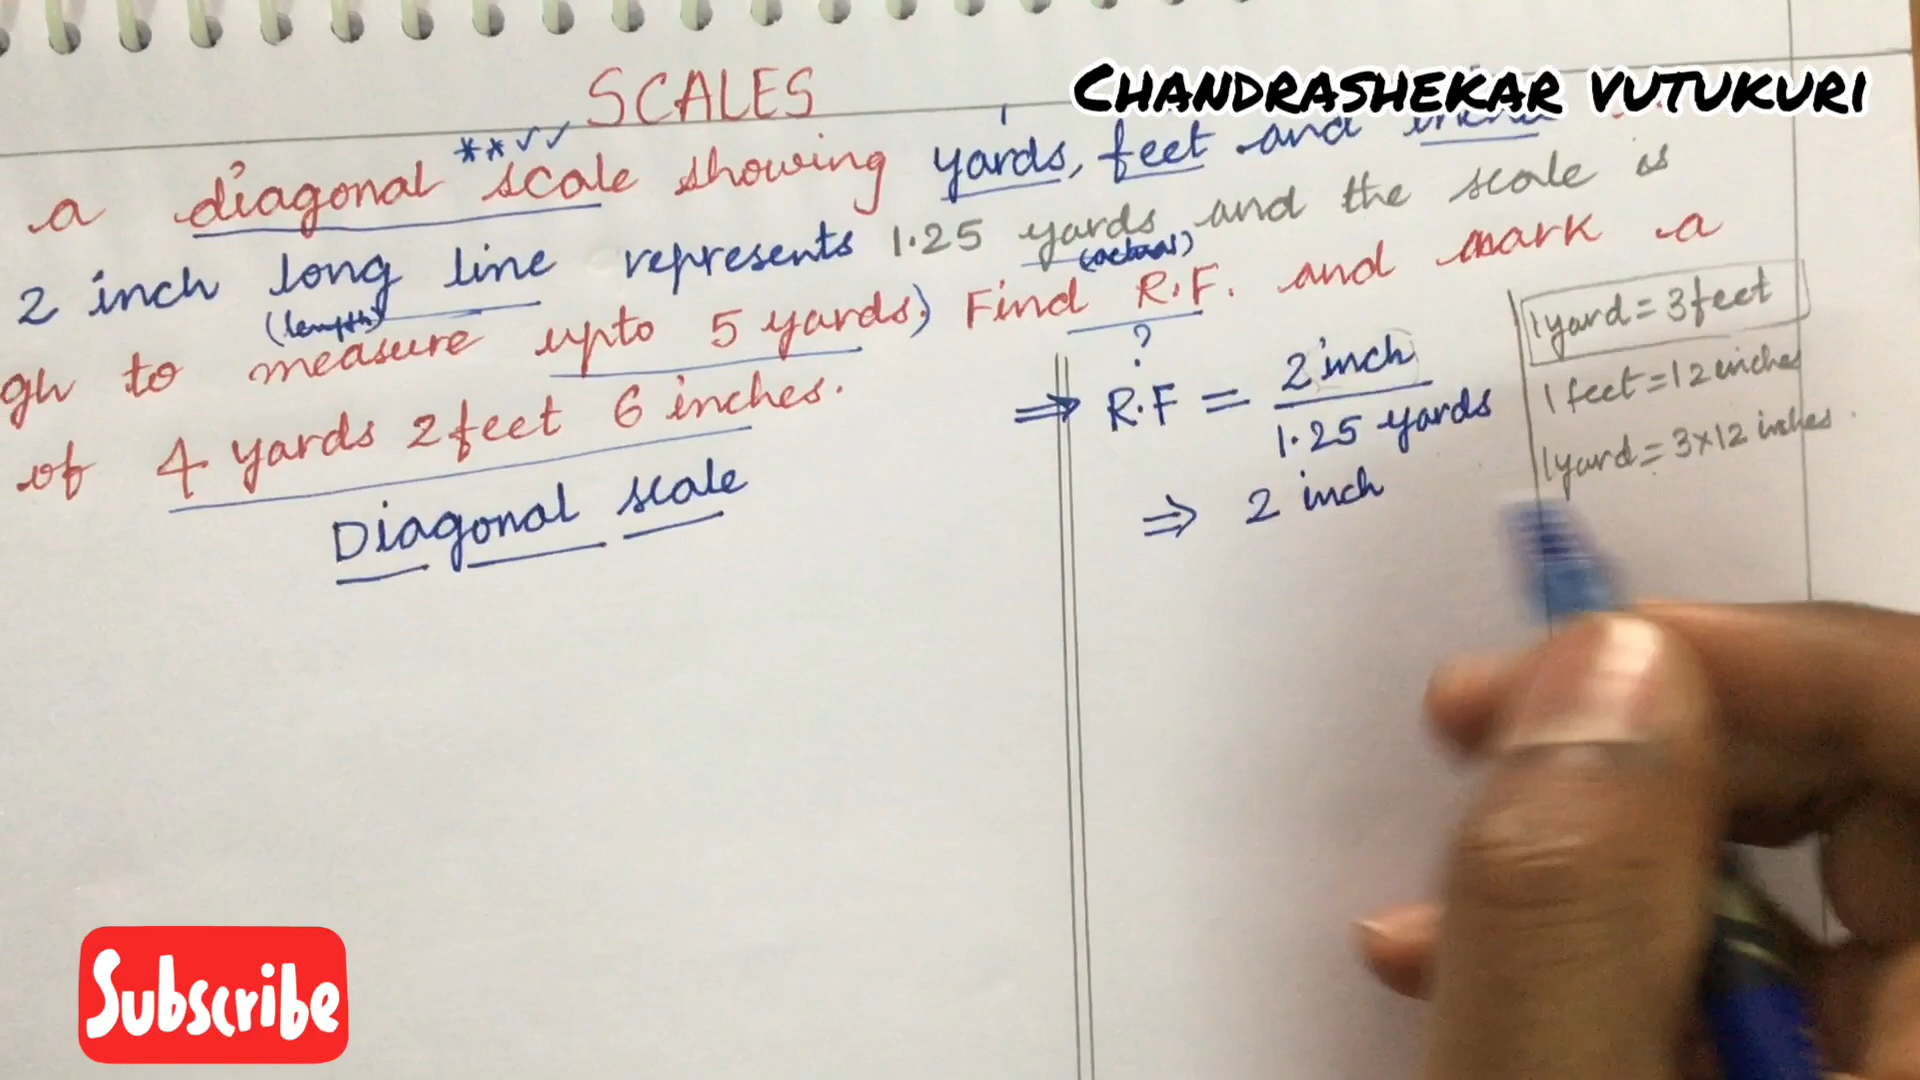 SCALES
CHANDRASHEKAR VUTUKURI
a diagonal scale showing yards, feet and
2 inch long line represents 1.25 yards and the scale is
(length)
(actual)
gh to measure upto 5 yards.) Find R.F. and mark a
of 4 yards 2 feet 6 inches.
?
Diagonal scale
⇒ R.F = 2 inch
1.25 yards
⇒ 2 inch
1 yard = 3 feet
1 feet = 12 inches
1 yard = 3×12 inches.
Subscribe